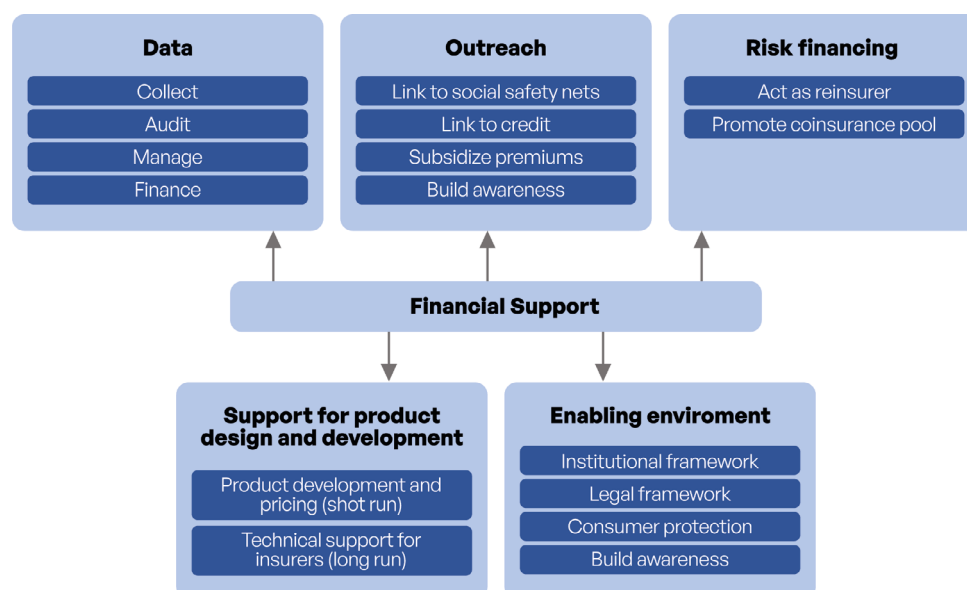 Data
Collect
Audit
Manage
Finance
Outreach
Link to social safety nets
Link to credit
Subsidize premiums
Build awareness
Risk financing
Act as reinsurer
Promote coinsurance pool
Financial Support
Support for product
design and development
Product development and
pricing (shot run)
Technical support for
insurers (long run)
Enabling enviroment
Institutional framework
Legal framework
Consumer protection
Build awareness